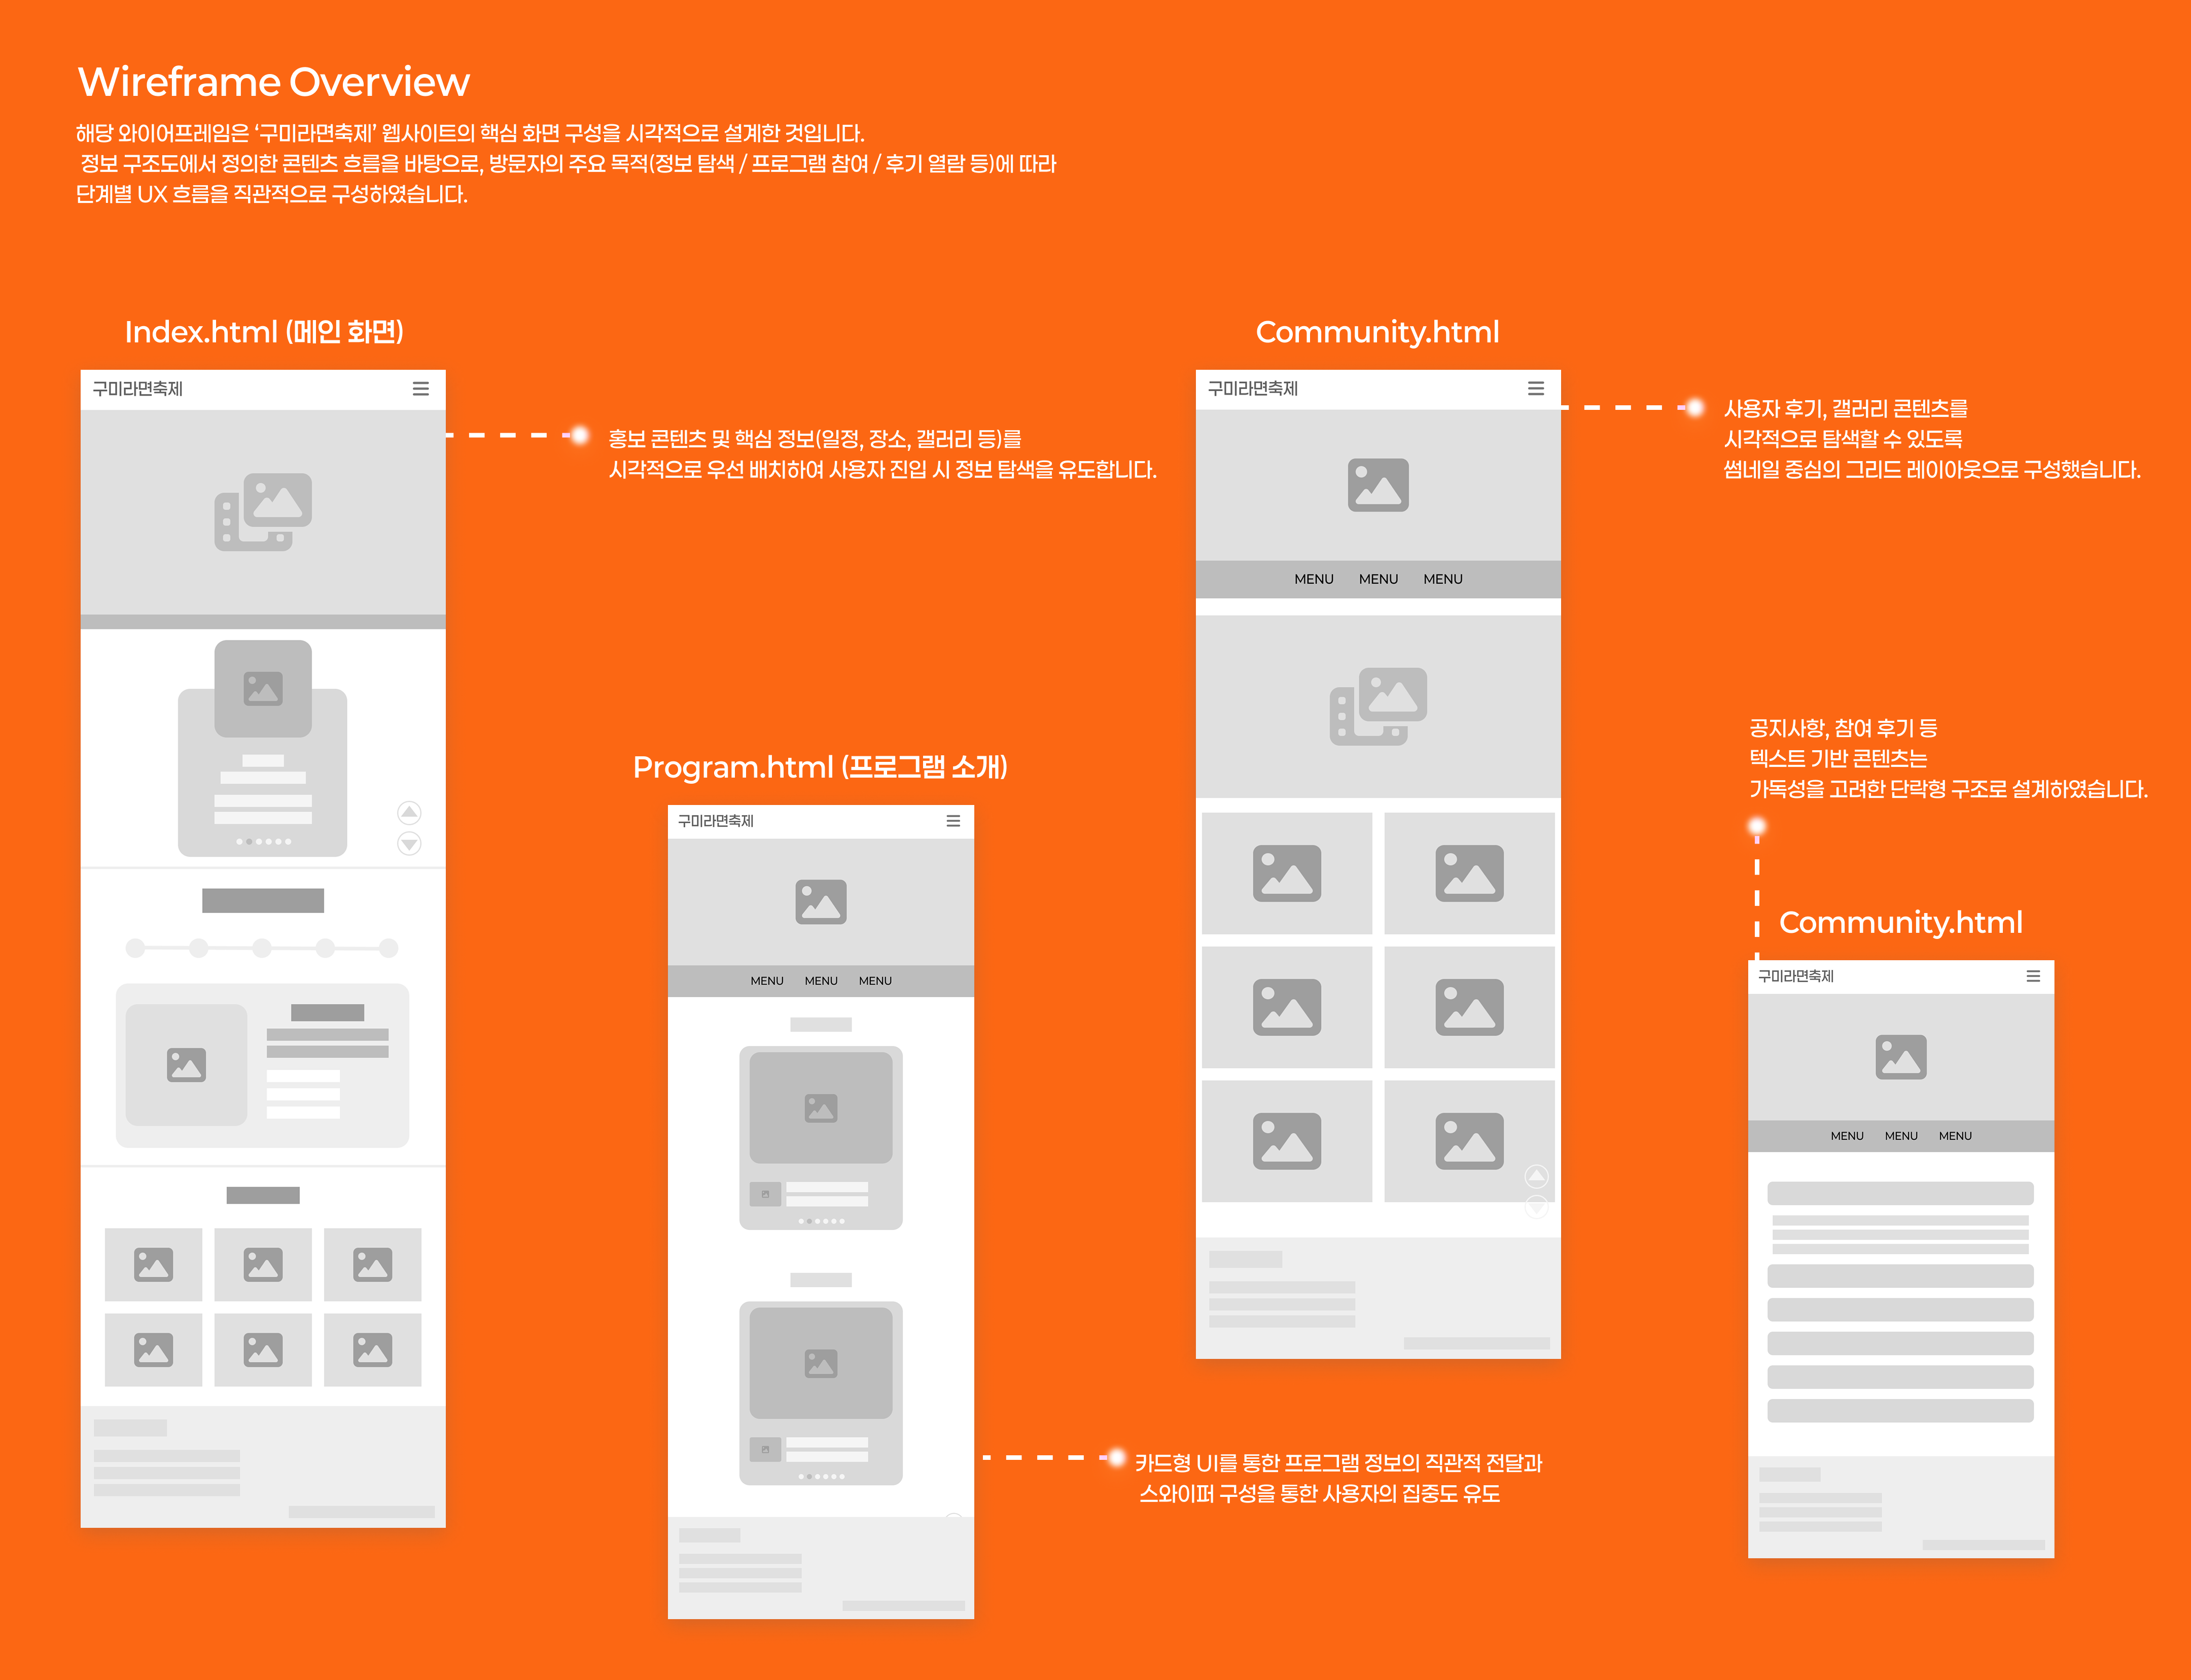 Wireframe Overview
해당 와이어프레임은 ‘구미라면축제’ 웹사이트의 핵심 화면 구성을 시각적으로 설계한 것입니다.
정보 구조도에서 정의한 콘텐츠 흐름을 바탕으로, 방문자의 주요 목적(정보 탐색 / 프로그램 참여 / 후기 열람 등)에 따라
단계별 UX 흐름을 직관적으로 구성하였습니다.
Index.html (메인 화면)
구미라면축제
홍보 콘텐츠 및 핵심 정보(일정, 장소, 갤러리 등)를
시각적으로 우선 배치하여 사용자 진입 시 정보 탐색을 유도합니다.
Program.html (프로그램 소개)
구미라면축제
MENU MENU MENU
카드형 UI를 통한 프로그램 정보의 직관적 전달과
스와이퍼 구성을 통한 사용자의 집중도 유도
Community.html
구미라면축제
MENU MENU MENU
사용자 후기, 갤러리 콘텐츠를
시각적으로 탐색할 수 있도록
썸네일 중심의 그리드 레이아웃으로 구성했습니다.
공지사항, 참여 후기 등
텍스트 기반 콘텐츠는
가독성을 고려한 단락형 구조로 설계하였습니다.
Community.html
구미라면축제
MENU MENU MENU